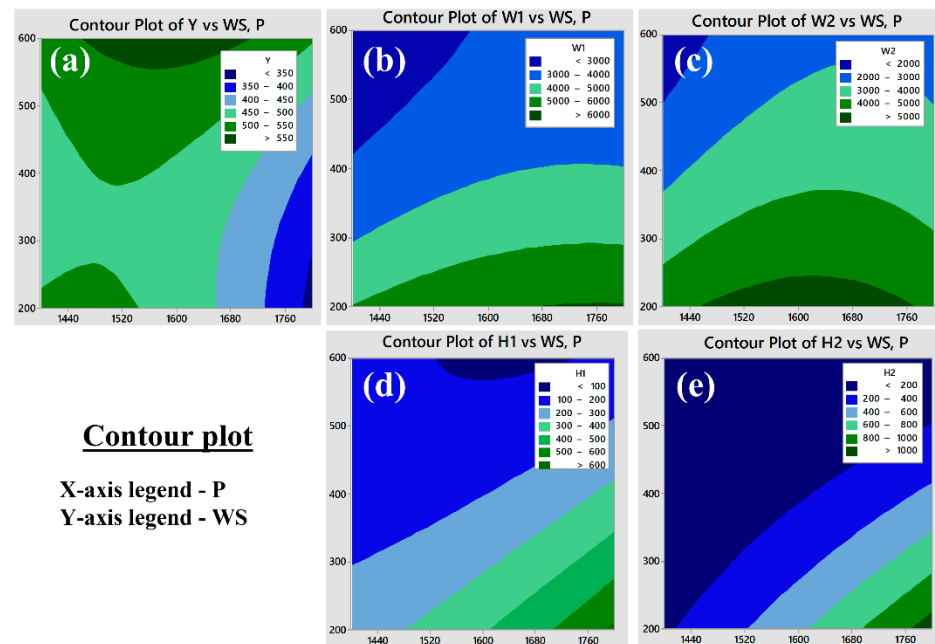 Contour Plot of Y vs WS, P
(a)
Y
< 350
350 – 400
400 – 450
450 – 500
500 – 550
> 550
600
500
400
300
200
1440 1520 1600 1680 1760
Contour Plot of W1 vs WS, P
(b)
W1
< 3000
3000 – 4000
4000 – 5000
5000 – 6000
> 6000
600
500
400
300
200
1440 1520 1600 1680 1760
Contour Plot of W2 vs WS, P
(c)
W2
< 2000
2000 – 3000
3000 – 4000
4000 – 5000
> 5000
600
500
400
300
200
1440 1520 1600 1680 1760
Contour plot
X-axis legend - P
Y-axis legend - WS
Contour Plot of H1 vs WS, P
(d)
H1
< 100
100 – 200
200 – 300
300 – 400
400 – 500
500 – 600
> 600
600
500
400
300
200
1440 1520 1600 1680 1760
Contour Plot of H2 vs WS, P
(e)
H2
< 200
200 – 400
400 – 600
600 – 800
800 – 1000
> 1000
600
500
400
300
200
1440 1520 1600 1680 1760